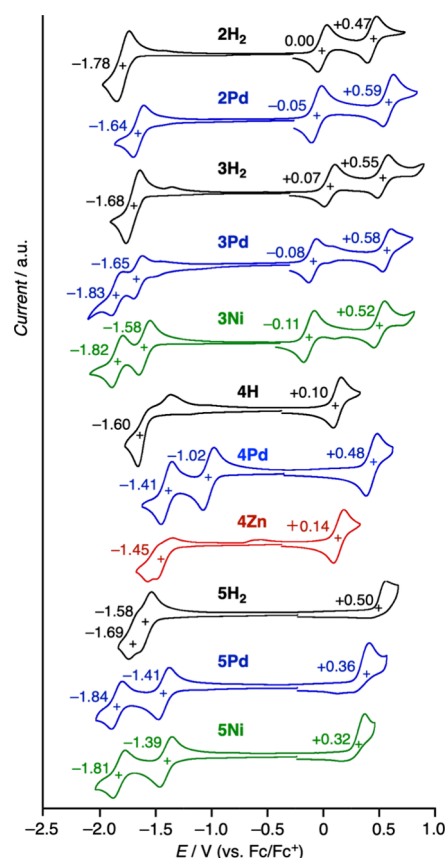 2H₂
+0.47
0.00
−1.78
2Pd
+0.59
−0.05
−1.64
3H₂
+0.55
+0.07
−1.68
3Pd
+0.58
−0.08
−1.65
−1.83
3Ni
+0.52
−0.11
−1.58
−1.82
4H
+0.10
−1.60
4Pd
+0.48
−1.02
−1.41
4Zn
+0.14
−1.45
5H₂
+0.50
−1.58
−1.69
5Pd
+0.36
−1.41
−1.84
5Ni
+0.32
−1.39
−1.81
Current / a.u.
−2.5 −2.0 −1.5 −1.0 −0.5 0 0.5 1.0
E / V (vs. Fc/Fc⁺)